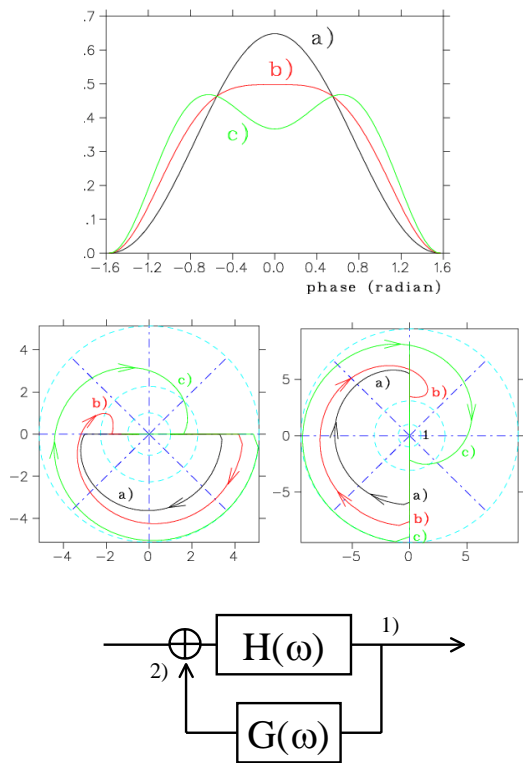 .7
.6
a)
.5
b)
.4
c)
.3
.2
.1
.0
−1.6 −1.2 −0.8 −0.4 0.0 0.4 0.8 1.2 1.6
phase (radian)
4
2
0
−2
−4
−4 −2 0 2 4
c)
b)
a)
5
0
−5
−5 0 5
a)
b)
1
c)
a)
b)
c)
H(ω)
1)
2)
G(ω)